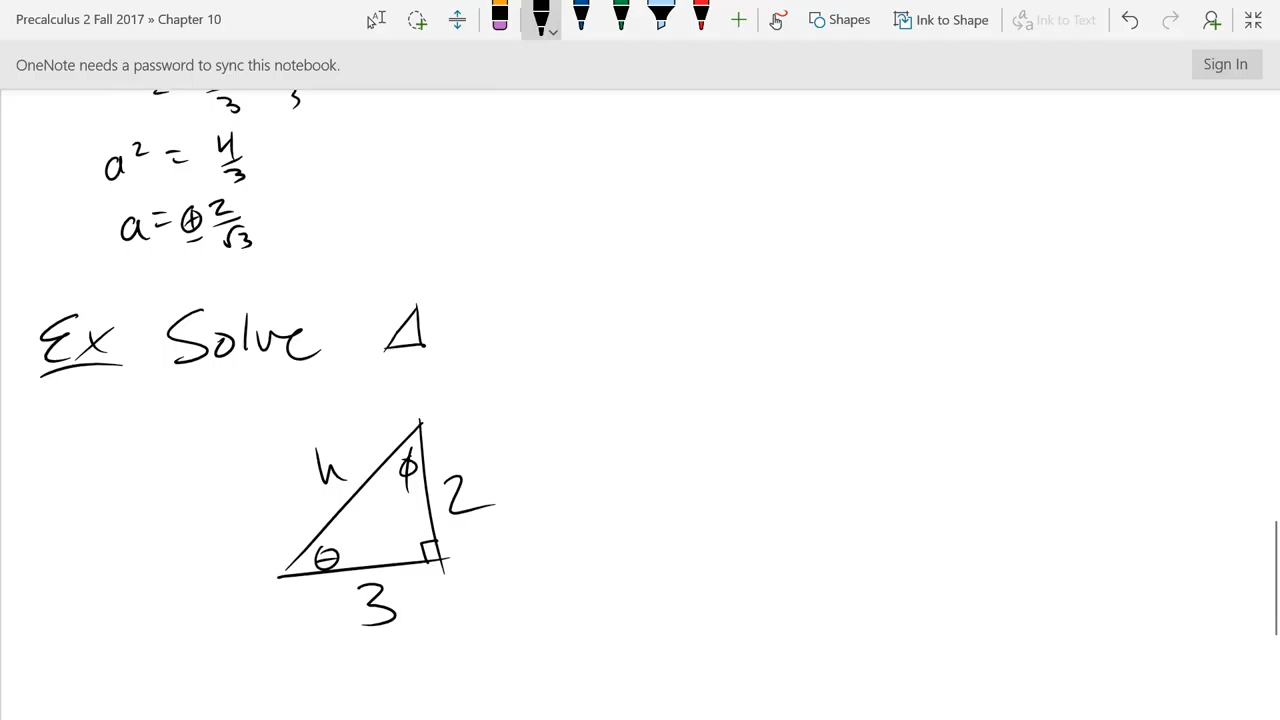 Precalculus 2 Fall 2017 » Chapter 10
Shapes
Ink to Shape
Ink to Text
OneNote needs a password to sync this notebook.
Sign In
3
a² = 4/3
a = ± 2/√3
Ex Solve Δ
h
ϕ
2
θ
3